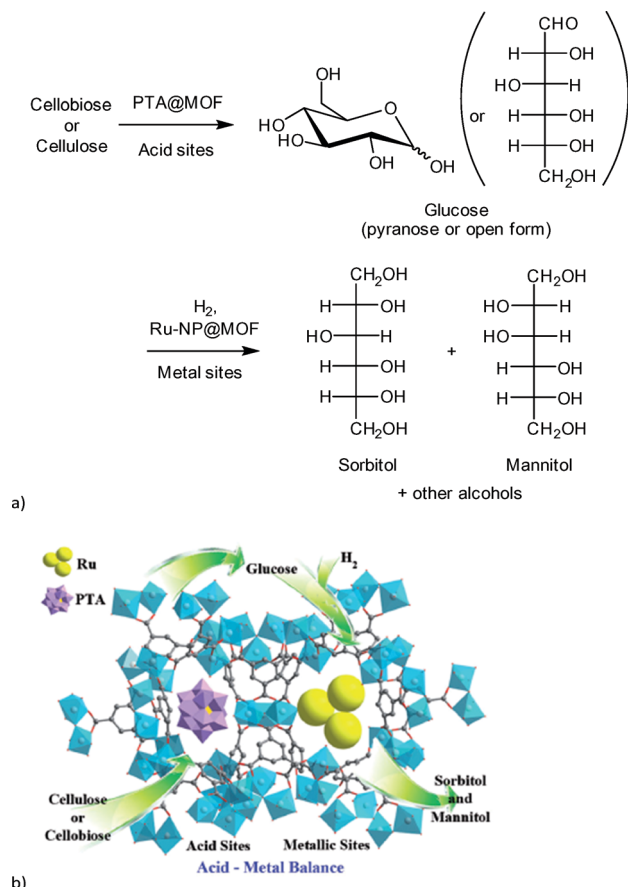 Cellobiose
or
Cellulose
PTA@MOF
Acid sites
OH
O
HO
HO
OH
OH
or
CHO
H OH
HO H
H OH
H OH
CH2OH
Glucose
(pyranose or open form)
H2,
Ru-NP@MOF
Metal sites
CH2OH
H OH
HO H
H OH
H OH
CH2OH
Sorbitol
+
CH2OH
HO H
HO H
H OH
H OH
CH2OH
Mannitol
+ other alcohols
a)
Ru
PTA
Glucose
H2
Cellulose
or
Cellobiose
Acid Sites
Metallic Sites
Sorbitol
and
Mannitol
Acid - Metal Balance
b)